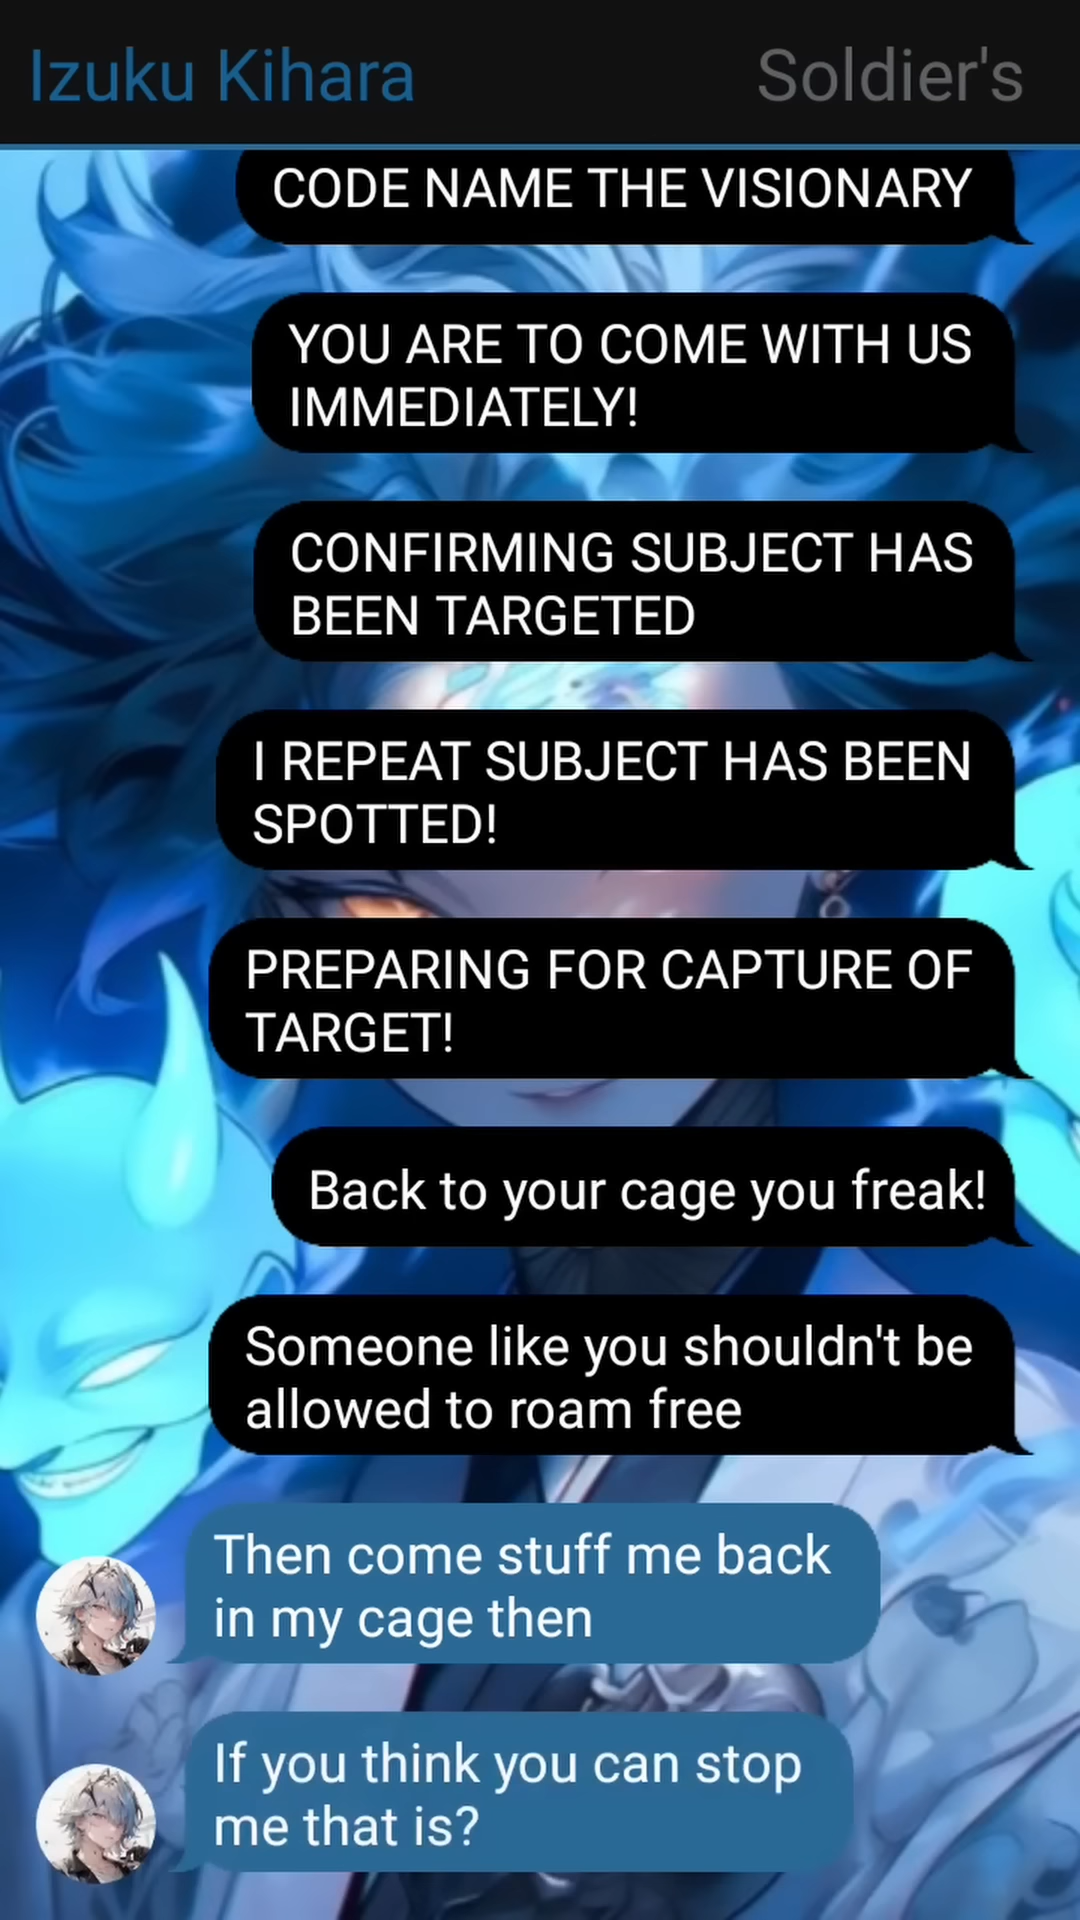 Izuku Kihara
Soldier's
CODE NAME THE VISIONARY
YOU ARE TO COME WITH US
IMMEDIATELY!
CONFIRMING SUBJECT HAS
BEEN TARGETED
I REPEAT SUBJECT HAS BEEN
SPOTTED!
PREPARING FOR CAPTURE OF
TARGET!
Back to your cage you freak!
Someone like you shouldn't be
allowed to roam free
Then come stuff me back
in my cage then
If you think you can stop
me that is?